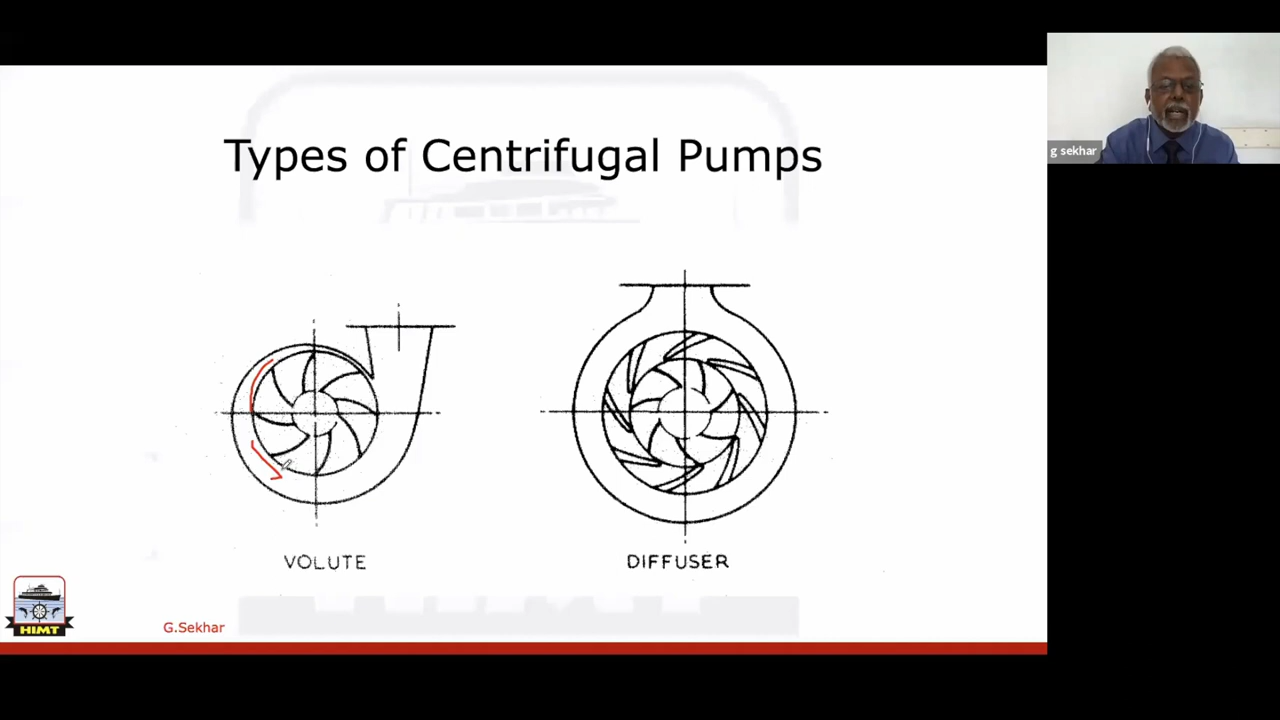 Types of Centrifugal Pumps
g sekhar
VOLUTE
DIFFUSER
HIMT
G.Sekhar